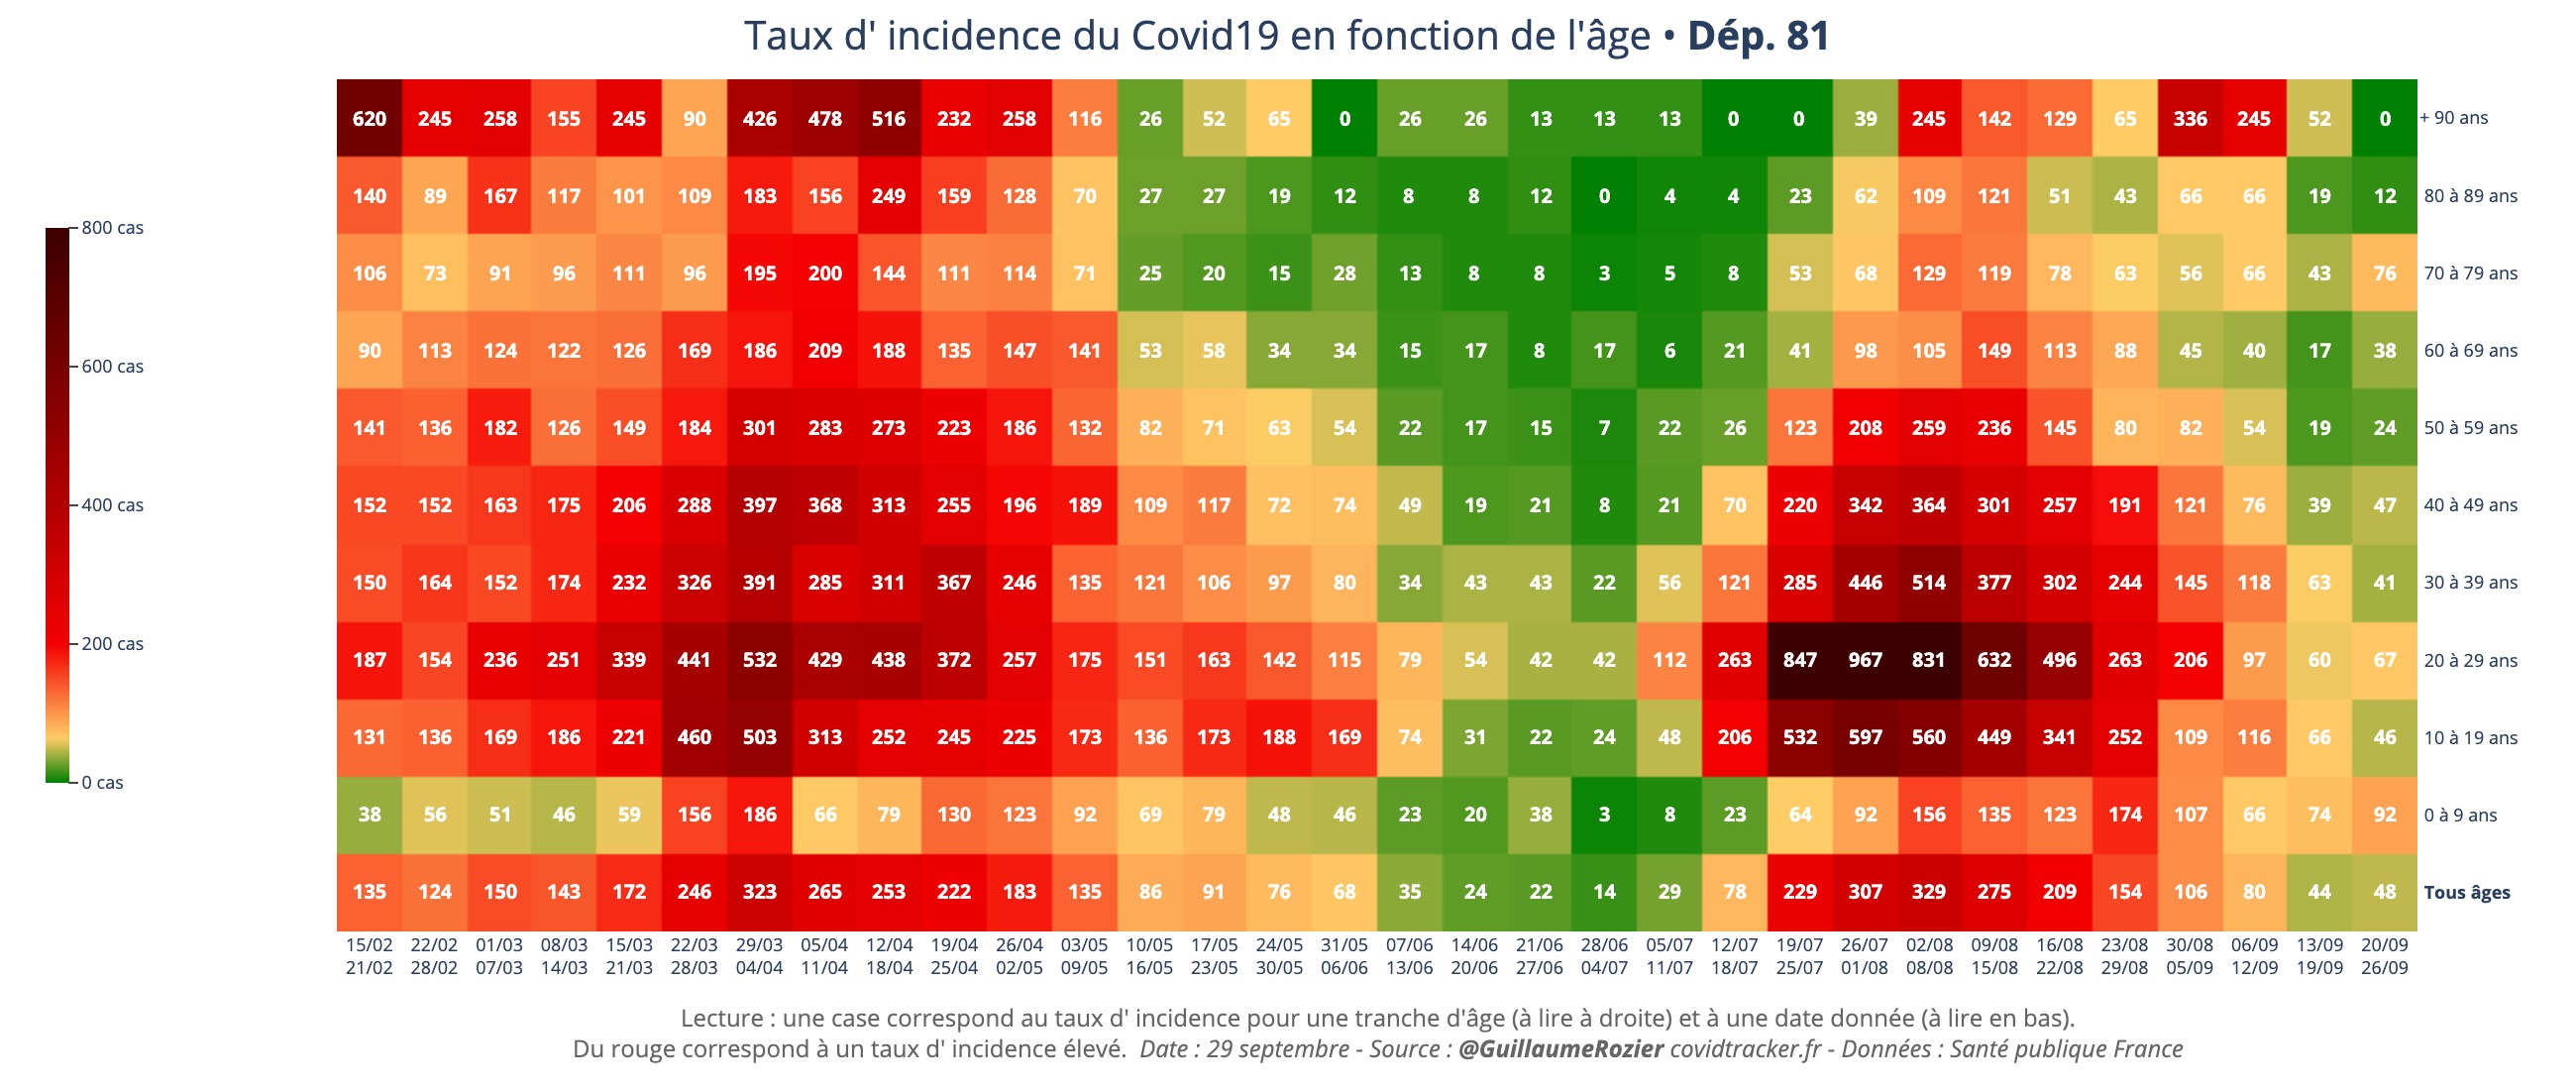 Taux d' incidence du Covid19 en fonction de l'âge • Dép. 81
620 245 258 155 245 90 426 478 516 232 258 116 26 52 65 0 26 26 13 13 13 0 0 39 245 142 129 65 336 245 52 0 + 90 ans
140 89 167 117 101 109 183 156 249 159 128 70 27 27 19 12 8 8 12 0 4 4 23 62 109 121 51 43 66 66 19 12 80 à 89 ans
106 73 91 96 111 96 195 200 144 111 114 71 25 20 15 28 13 8 8 3 5 8 53 68 129 119 78 63 56 66 43 76 70 à 79 ans
90 113 124 122 126 169 186 209 188 135 147 141 53 58 34 34 15 17 8 17 6 21 41 98 105 149 113 88 45 40 17 38 60 à 69 ans
141 136 182 126 149 184 301 283 273 223 186 132 82 71 63 54 22 17 15 7 22 26 123 208 259 236 145 80 82 54 19 24 50 à 59 ans
152 152 163 175 206 288 397 368 313 255 196 189 109 117 72 74 49 19 21 8 21 70 220 342 364 301 257 191 121 76 39 47 40 à 49 ans
150 164 152 174 232 326 391 285 311 367 246 135 121 106 97 80 34 43 43 22 56 121 285 446 514 377 302 244 145 118 63 41 30 à 39 ans
187 154 236 251 339 441 532 429 438 372 257 175 151 163 142 115 79 54 42 42 112 263 847 967 831 632 496 263 206 97 60 67 20 à 29 ans
131 136 169 186 221 460 503 313 252 245 225 173 136 173 188 169 74 31 22 24 48 206 532 597 560 449 341 252 109 116 66 46 10 à 19 ans
38 56 51 46 59 156 186 66 79 130 123 92 69 79 48 46 23 20 38 3 8 23 64 92 156 135 123 174 107 66 74 92 0 à 9 ans
135 124 150 143 172 246 323 265 253 222 183 135 86 91 76 68 35 24 22 14 29 78 229 307 329 275 209 154 106 80 44 48 Tous âges
15/02 22/02 01/03 08/03 15/03 22/03 29/03 05/04 12/04 19/04 26/04 03/05 10/05 17/05 24/05 31/05 07/06 14/06 21/06 28/06 05/07 12/07 19/07 26/07 02/08 09/08 16/08 23/08 30/08 06/09 13/09 20/09
21/02 28/02 07/03 14/03 21/03 28/03 04/04 11/04 18/04 25/04 02/05 09/05 16/05 23/05 30/05 06/06 13/06 20/06 27/06 04/07 11/07 18/07 25/07 01/08 08/08 15/08 22/08 29/08 05/09 12/09 19/09 26/09
800 cas
600 cas
400 cas
200 cas
0 cas
Lecture : une case correspond au taux d' incidence pour une tranche d'âge (à lire à droite) et à une date donnée (à lire en bas).
Du rouge correspond à un taux d' incidence élevé. Date : 29 septembre - Source : @GuillaumeRozier covidtracker.fr - Données : Santé publique France